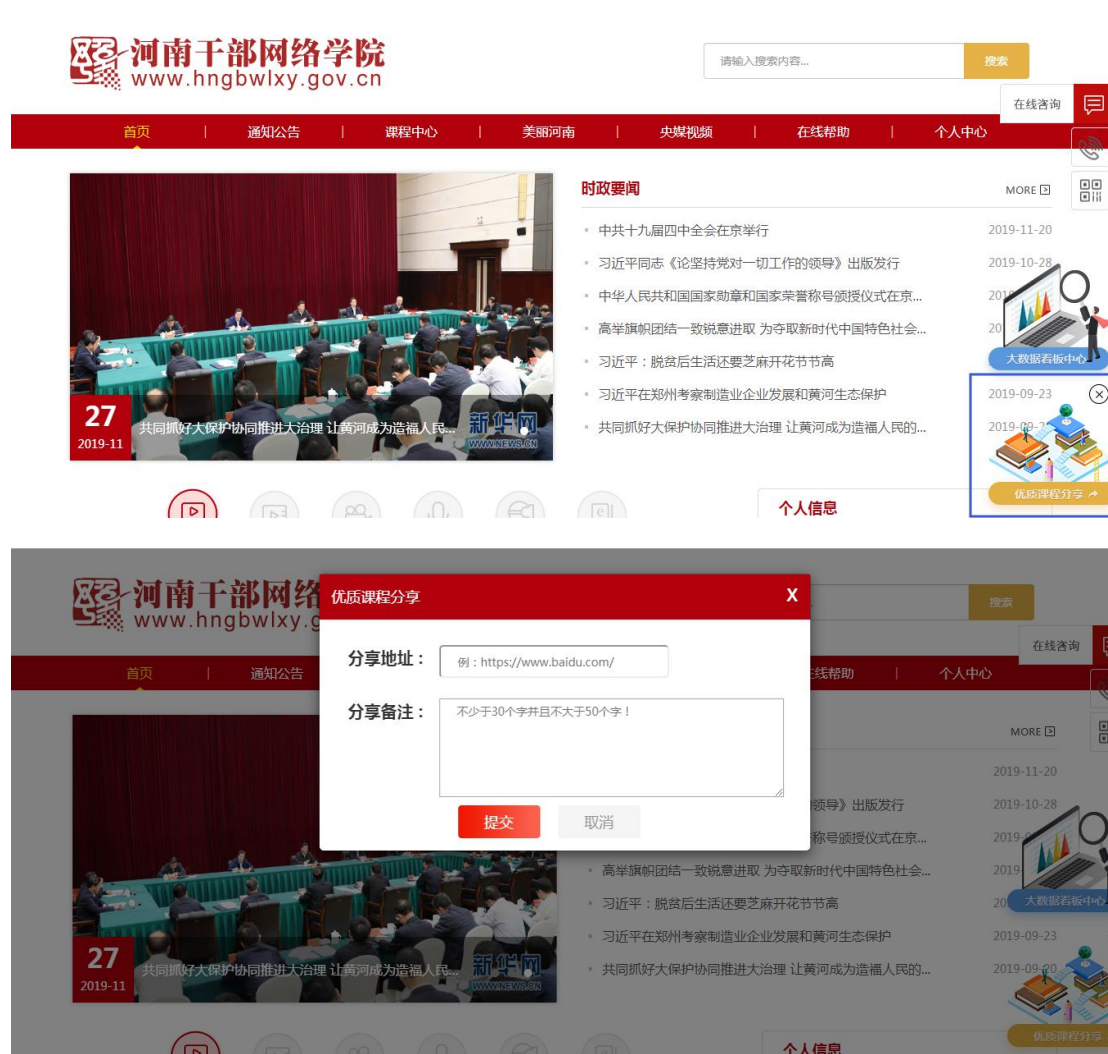 河南干部网络学院
www.hngbwlxy.gov.cn
请输入搜索内容...
搜索
在线咨询
首页 | 通知公告 | 课程中心 | 美丽河南 | 央媒视频 | 在线帮助 | 个人中心
时政要闻
MORE
中共十九届四中全会在京举行 2019-11-20
习近平同志《论坚持党对一切工作的领导》出版发行 2019-10-28
中华人民共和国国家勋章和国家荣誉称号颁授仪式在京... 201
高举旗帜团结一致锐意进取 为夺取新时代中国特色社会... 20
习近平：脱贫后生活还要芝麻开花节节高
大数据看板中心
习近平在郑州考察制造业企业发展和黄河生态保护 2019-09-23
共同抓好大保护协同推进大治理 让黄河成为造福人民的... 2019-09-2
27
2019-11
共同抓好大保护协同推进大治理 让黄河成为造福人民...
新华网
WWW.NEWS.CN
优质课程分享
个人信息
河南干部网络
www.hngbwlxy.g
优质课程分享
X
搜索
在线咨询
分享地址：
例：https://www.baidu.com/
首页 | 通知公告
在线帮助 | 个人中心
分享备注：
不少于30个字并且不大于50个字！
MORE
2019-11-20
的领导》出版发行 2019-10-28
提交
取消
称号颁授仪式在京... 2019-
高举旗帜团结一致锐意进取 为夺取新时代中国特色社会... 2019
习近平：脱贫后生活还要芝麻开花节节高 20
大数据看板中心
习近平在郑州考察制造业企业发展和黄河生态保护 2019-09-23
共同抓好大保护协同推进大治理 让黄河成为造福人民的... 2019-09-20
27
2019-11
共同抓好大保护协同推进大治理 让黄河成为造福人民...
新华网
WWW.NEWS.CN
优质课程分享
个人信息